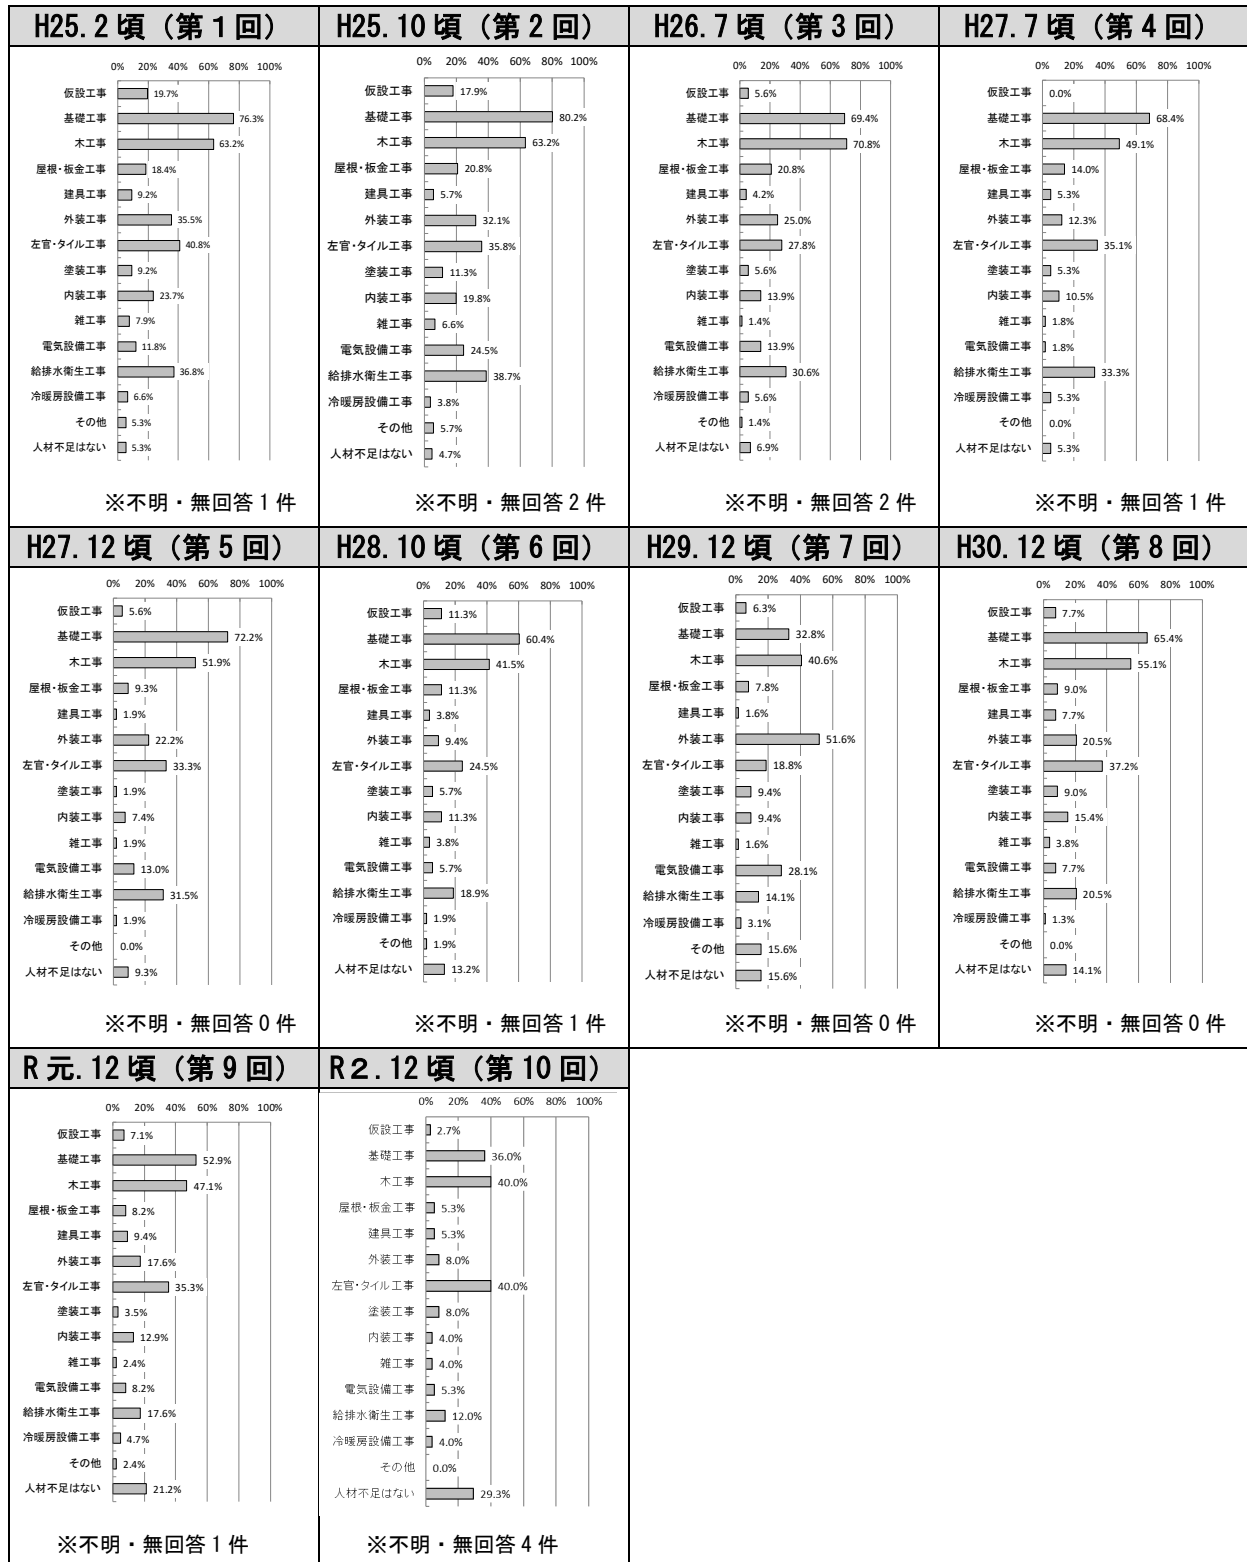 H25.2頃（第1回）
0% 20% 40% 60% 80% 100%
仮設工事 19.7%
基礎工事 76.3%
木工事 63.2%
屋根・板金工事 18.4%
建具工事 9.2%
外装工事 35.5%
左官・タイル工事 40.8%
塗装工事 9.2%
内装工事 23.7%
雑工事 7.9%
電気設備工事 11.8%
給排水衛生工事 36.8%
冷暖房設備工事 6.6%
その他 5.3%
人材不足はない 5.3%
※不明・無回答1件
H25.10頃（第2回）
0% 20% 40% 60% 80% 100%
仮設工事 17.9%
基礎工事 80.2%
木工事 63.2%
屋根・板金工事 20.8%
建具工事 5.7%
外装工事 32.1%
左官・タイル工事 35.8%
塗装工事 11.3%
内装工事 19.8%
雑工事 6.6%
電気設備工事 24.5%
給排水衛生工事 38.7%
冷暖房設備工事 3.8%
その他 5.7%
人材不足はない 4.7%
※不明・無回答2件
H26.7頃（第3回）
0% 20% 40% 60% 80% 100%
仮設工事 5.6%
基礎工事 69.4%
木工事 70.8%
屋根・板金工事 20.8%
建具工事 4.2%
外装工事 25.0%
左官・タイル工事 27.8%
塗装工事 5.6%
内装工事 13.9%
雑工事 1.4%
電気設備工事 13.9%
給排水衛生工事 30.6%
冷暖房設備工事 5.6%
その他 1.4%
人材不足はない 6.9%
※不明・無回答2件
H27.7頃（第4回）
0% 20% 40% 60% 80% 100%
仮設工事 0.0%
基礎工事 68.4%
木工事 49.1%
屋根・板金工事 14.0%
建具工事 5.3%
外装工事 12.3%
左官・タイル工事 35.1%
塗装工事 5.3%
内装工事 10.5%
雑工事 1.8%
電気設備工事 1.8%
給排水衛生工事 33.3%
冷暖房設備工事 5.3%
その他 0.0%
人材不足はない 5.3%
※不明・無回答1件
H27.12頃（第5回）
0% 20% 40% 60% 80% 100%
仮設工事 5.6%
基礎工事 72.2%
木工事 51.9%
屋根・板金工事 9.3%
建具工事 1.9%
外装工事 22.2%
左官・タイル工事 33.3%
塗装工事 1.9%
内装工事 7.4%
雑工事 1.9%
電気設備工事 13.0%
給排水衛生工事 31.5%
冷暖房設備工事 1.9%
その他 0.0%
人材不足はない 9.3%
※不明・無回答0件
H28.10頃（第6回）
0% 20% 40% 60% 80% 100%
仮設工事 11.3%
基礎工事 60.4%
木工事 41.5%
屋根・板金工事 11.3%
建具工事 3.8%
外装工事 9.4%
左官・タイル工事 24.5%
塗装工事 5.7%
内装工事 11.3%
雑工事 3.8%
電気設備工事 5.7%
給排水衛生工事 18.9%
冷暖房設備工事 1.9%
その他 1.9%
人材不足はない 13.2%
※不明・無回答1件
H29.12頃（第7回）
0% 20% 40% 60% 80% 100%
仮設工事 6.3%
基礎工事 32.8%
木工事 40.6%
屋根・板金工事 7.8%
建具工事 1.6%
外装工事 51.6%
左官・タイル工事 18.8%
塗装工事 9.4%
内装工事 9.4%
雑工事 1.6%
電気設備工事 28.1%
給排水衛生工事 14.1%
冷暖房設備工事 3.1%
その他 15.6%
人材不足はない 15.6%
※不明・無回答0件
H30.12頃（第8回）
0% 20% 40% 60% 80% 100%
仮設工事 7.7%
基礎工事 65.4%
木工事 55.1%
屋根・板金工事 9.0%
建具工事 7.7%
外装工事 20.5%
左官・タイル工事 37.2%
塗装工事 9.0%
内装工事 15.4%
雑工事 3.8%
電気設備工事 7.7%
給排水衛生工事 20.5%
冷暖房設備工事 1.3%
その他 0.0%
人材不足はない 14.1%
※不明・無回答0件
R元.12頃（第9回）
0% 20% 40% 60% 80% 100%
仮設工事 7.1%
基礎工事 52.9%
木工事 47.1%
屋根・板金工事 8.2%
建具工事 9.4%
外装工事 17.6%
左官・タイル工事 35.3%
塗装工事 3.5%
内装工事 12.9%
雑工事 2.4%
電気設備工事 8.2%
給排水衛生工事 17.6%
冷暖房設備工事 4.7%
その他 2.4%
人材不足はない 21.2%
※不明・無回答1件
R２.12頃（第10回）
0% 20% 40% 60% 80% 100%
仮設工事 2.7%
基礎工事 36.0%
木工事 40.0%
屋根・板金工事 5.3%
建具工事 5.3%
外装工事 8.0%
左官・タイル工事 40.0%
塗装工事 8.0%
内装工事 4.0%
雑工事 4.0%
電気設備工事 5.3%
給排水衛生工事 12.0%
冷暖房設備工事 4.0%
その他 0.0%
人材不足はない 29.3%
※不明・無回答4件